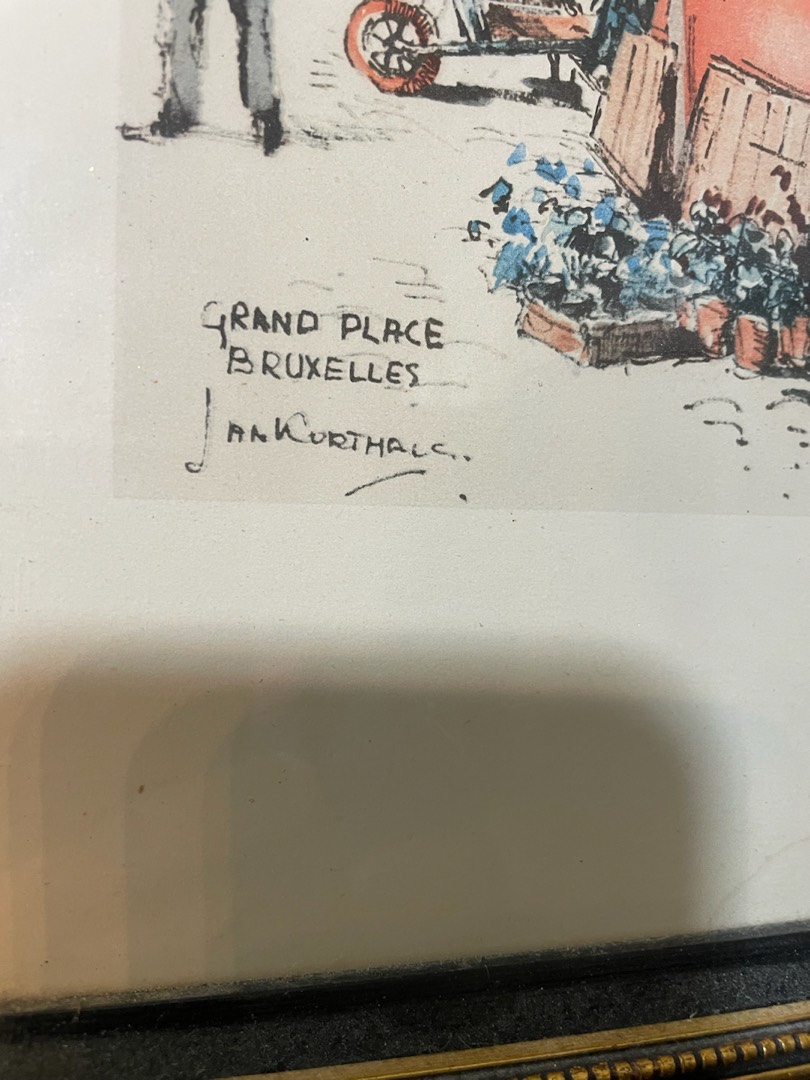 GRAND PLACE
BRUXELLES
JAN KORTHALS.